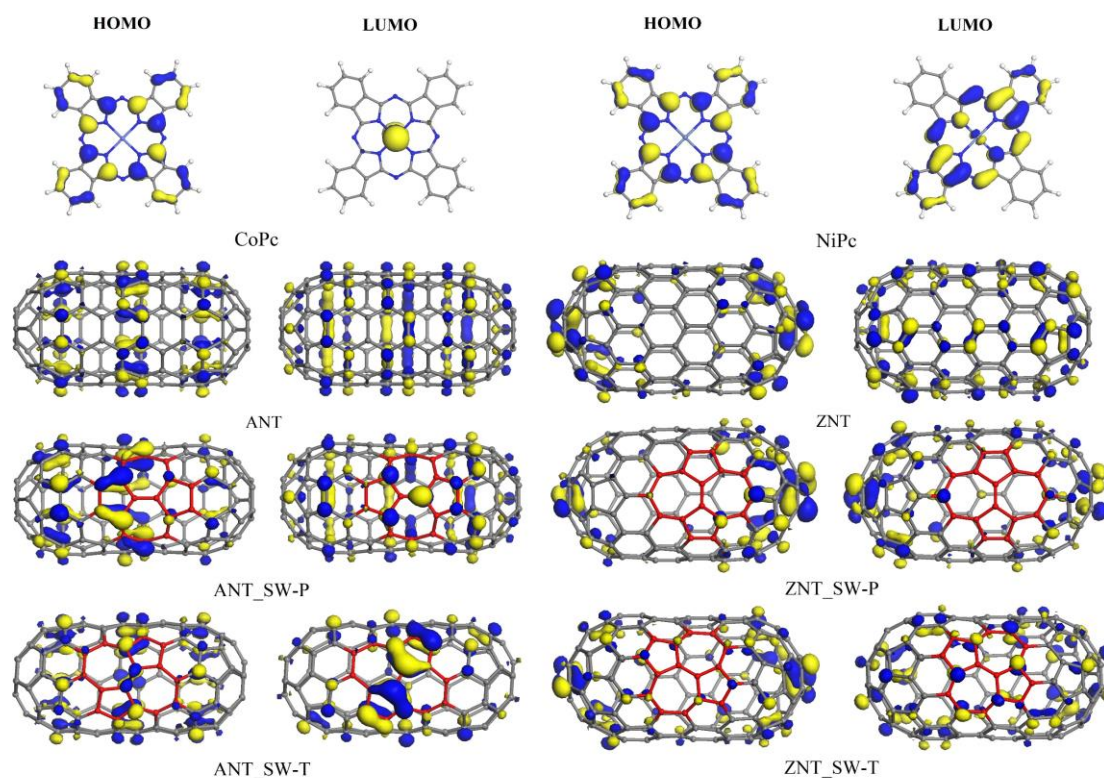 HOMO LUMO HOMO LUMO
CoPc NiPc
ANT ZNT
ANT_SW-P ZNT_SW-P
ANT_SW-T ZNT_SW-T